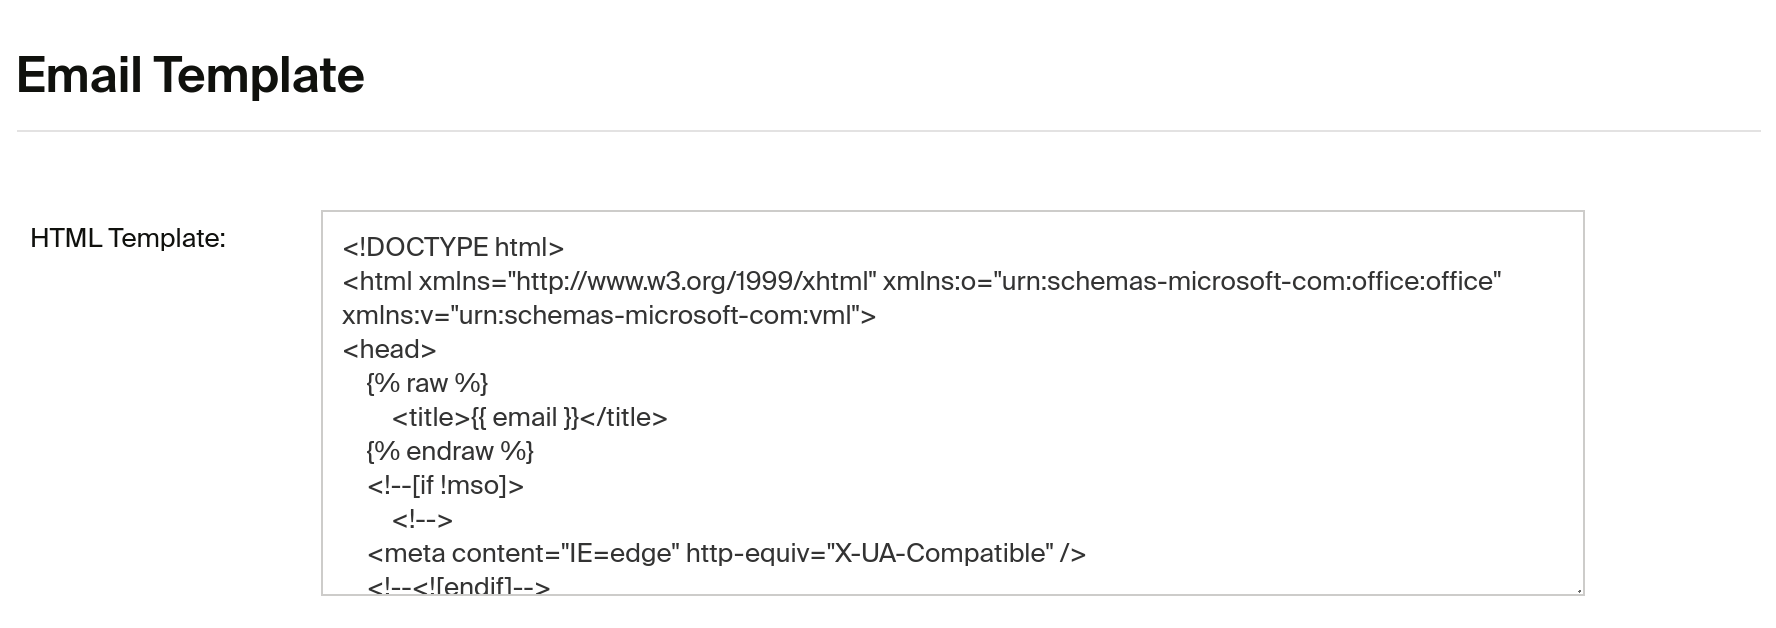 Email Template
HTML Template:
<!DOCTYPE html>
<html xmlns="http://www.w3.org/1999/xhtml" xmlns:o="urn:schemas-microsoft-com:office:office"
xmlns:v="urn:schemas-microsoft-com:vml">
<head>
    {% raw %}
        <title>{{ email }}</title>
    {% endraw %}
    <!--[if !mso]>
        <!-->
    <meta content="IE=edge" http-equiv="X-UA-Compatible" />
    <!--<![endif]-->